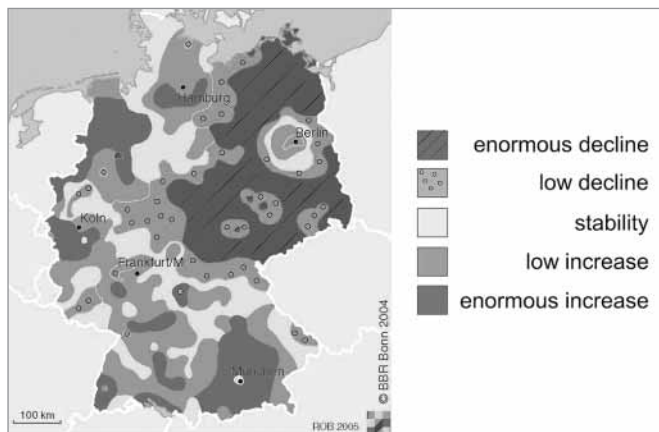 Hamburg
Berlin
Köln
Frankfurt/M
München
100 km
ROB 2005
© BBR Bonn 2004
enormous decline
low decline
stability
low increase
enormous increase